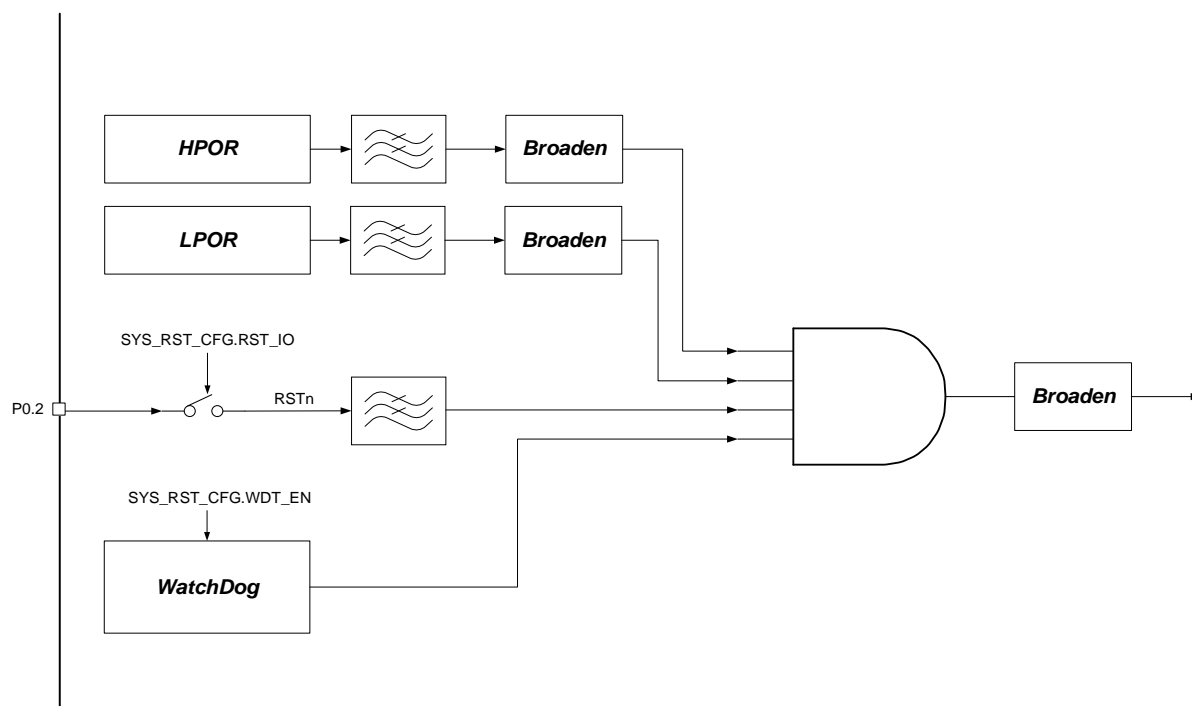 HPOR
Broaden
LPOR
Broaden
SYS_RST_CFG.RST_IO
P0.2
RSTn
Broaden
SYS_RST_CFG.WDT_EN
WatchDog